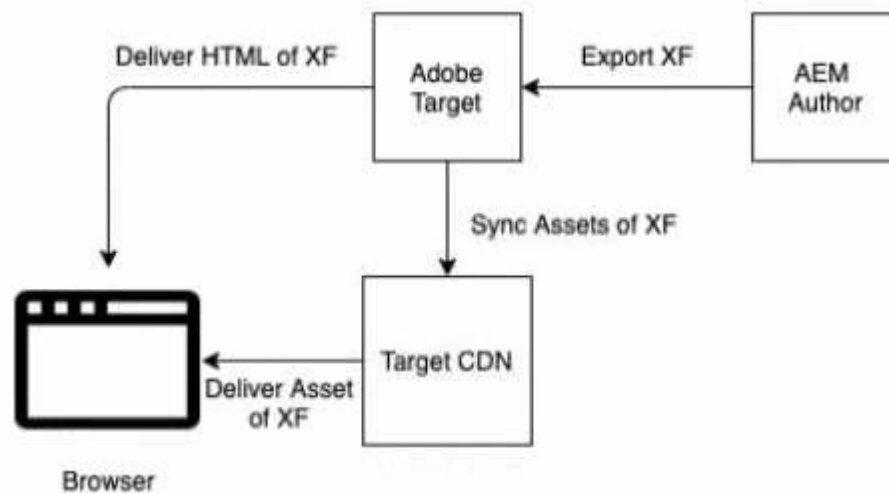 Deliver HTML of XF
Adobe
Target
Export XF
AEM
Author
Sync Assets of XF
Target CDN
Deliver Asset
of XF
Browser